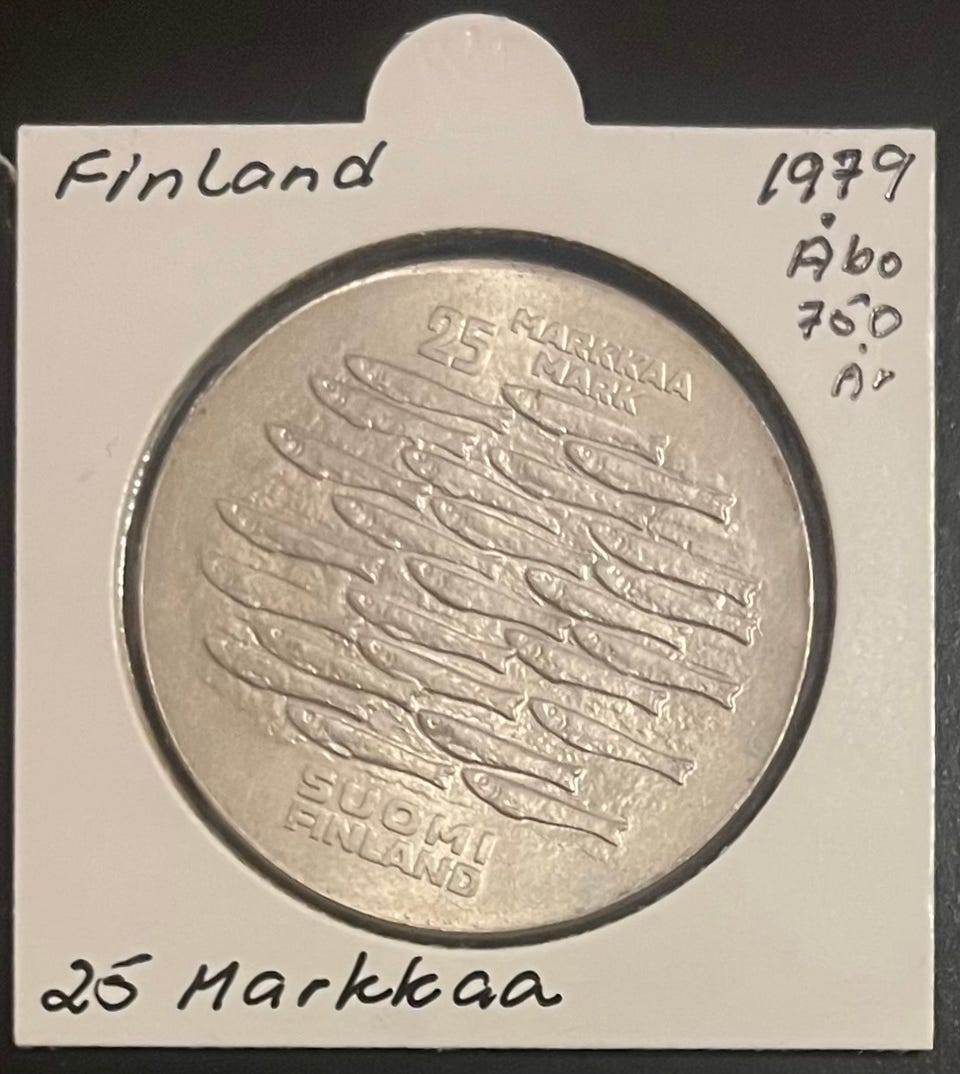 Finland
1979
Åbo
750
År
25 MARKKAA
MARK
SUOMI
FINLAND
25 Markkaa